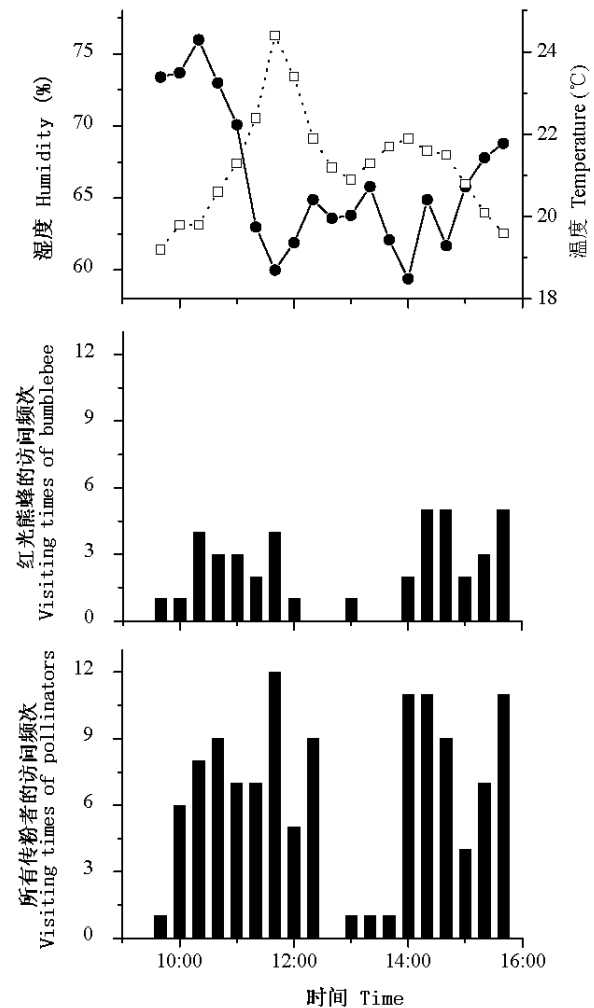 湿度 Humidity (%)
75
70
65
60
24
22
20
18
温度 Temperature(℃)
红光熊蜂的访问频次
Visiting times of bumblebee
12
9
6
3
0
所有传粉者的访问频次
Visiting times of pollinators
12
9
6
3
0
10:00 12:00 14:00 16:00
时间 Time